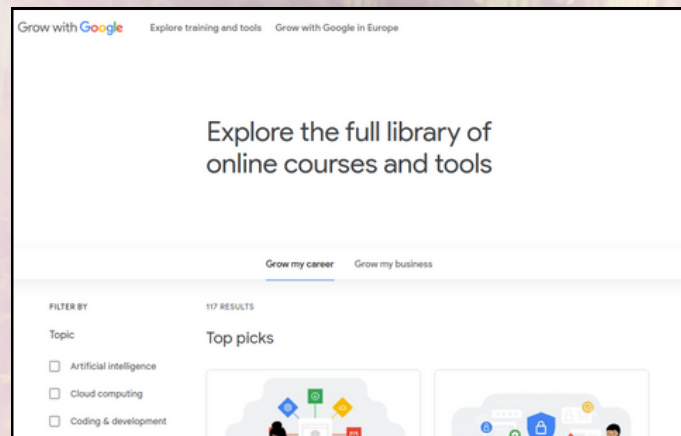 Grow with Google Explore training and tools Grow with Google in Europe
Explore the full library of
online courses and tools
Grow my career Grow my business
FILTER BY
117 RESULTS
Topic
Top picks
Artificial intelligence
Cloud computing
Coding & development